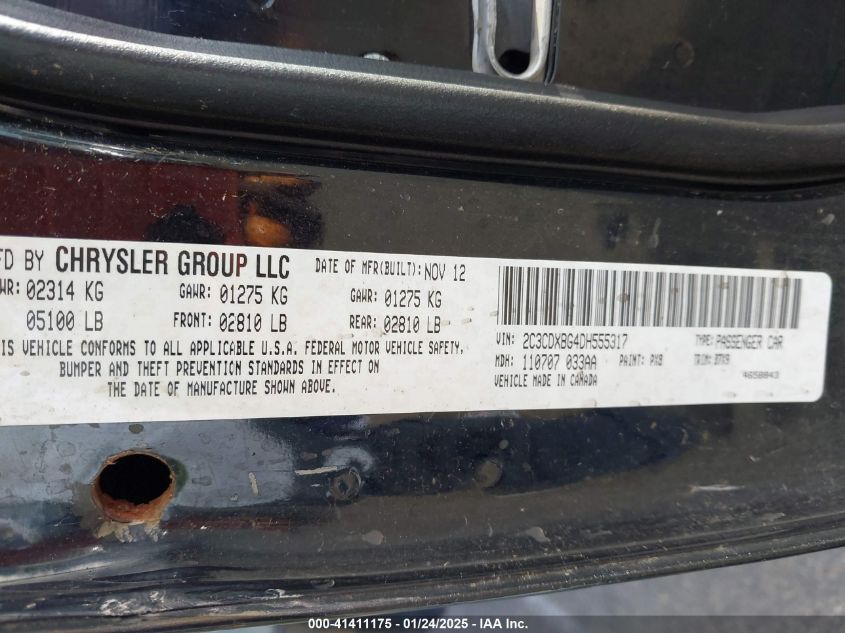 FD BY CHRYSLER GROUP LLC DATE OF MFR(BUILT): NOV 12
WR: 02314 KG GAWR: 01275 KG GAWR: 01275 KG
05100 LB FRONT: 02810 LB REAR: 02810 LB
IS VEHICLE CONFORMS TO ALL APPLICABLE U.S.A. FEDERAL MOTOR VEHICLE SAFETY,
BUMPER AND THEFT PREVENTION STANDARDS IN EFFECT ON
THE DATE OF MANUFACTURE SHOWN ABOVE.
VIN: 2C3CDXBG4DH555317 TYPE: PASSENGER CAR
MDH: 110707 033AA PAINT: PX8 TRIM: B7X9
VEHICLE MADE IN CANADA 4658843
000-41411175 - 01/24/2025 - IAA Inc.